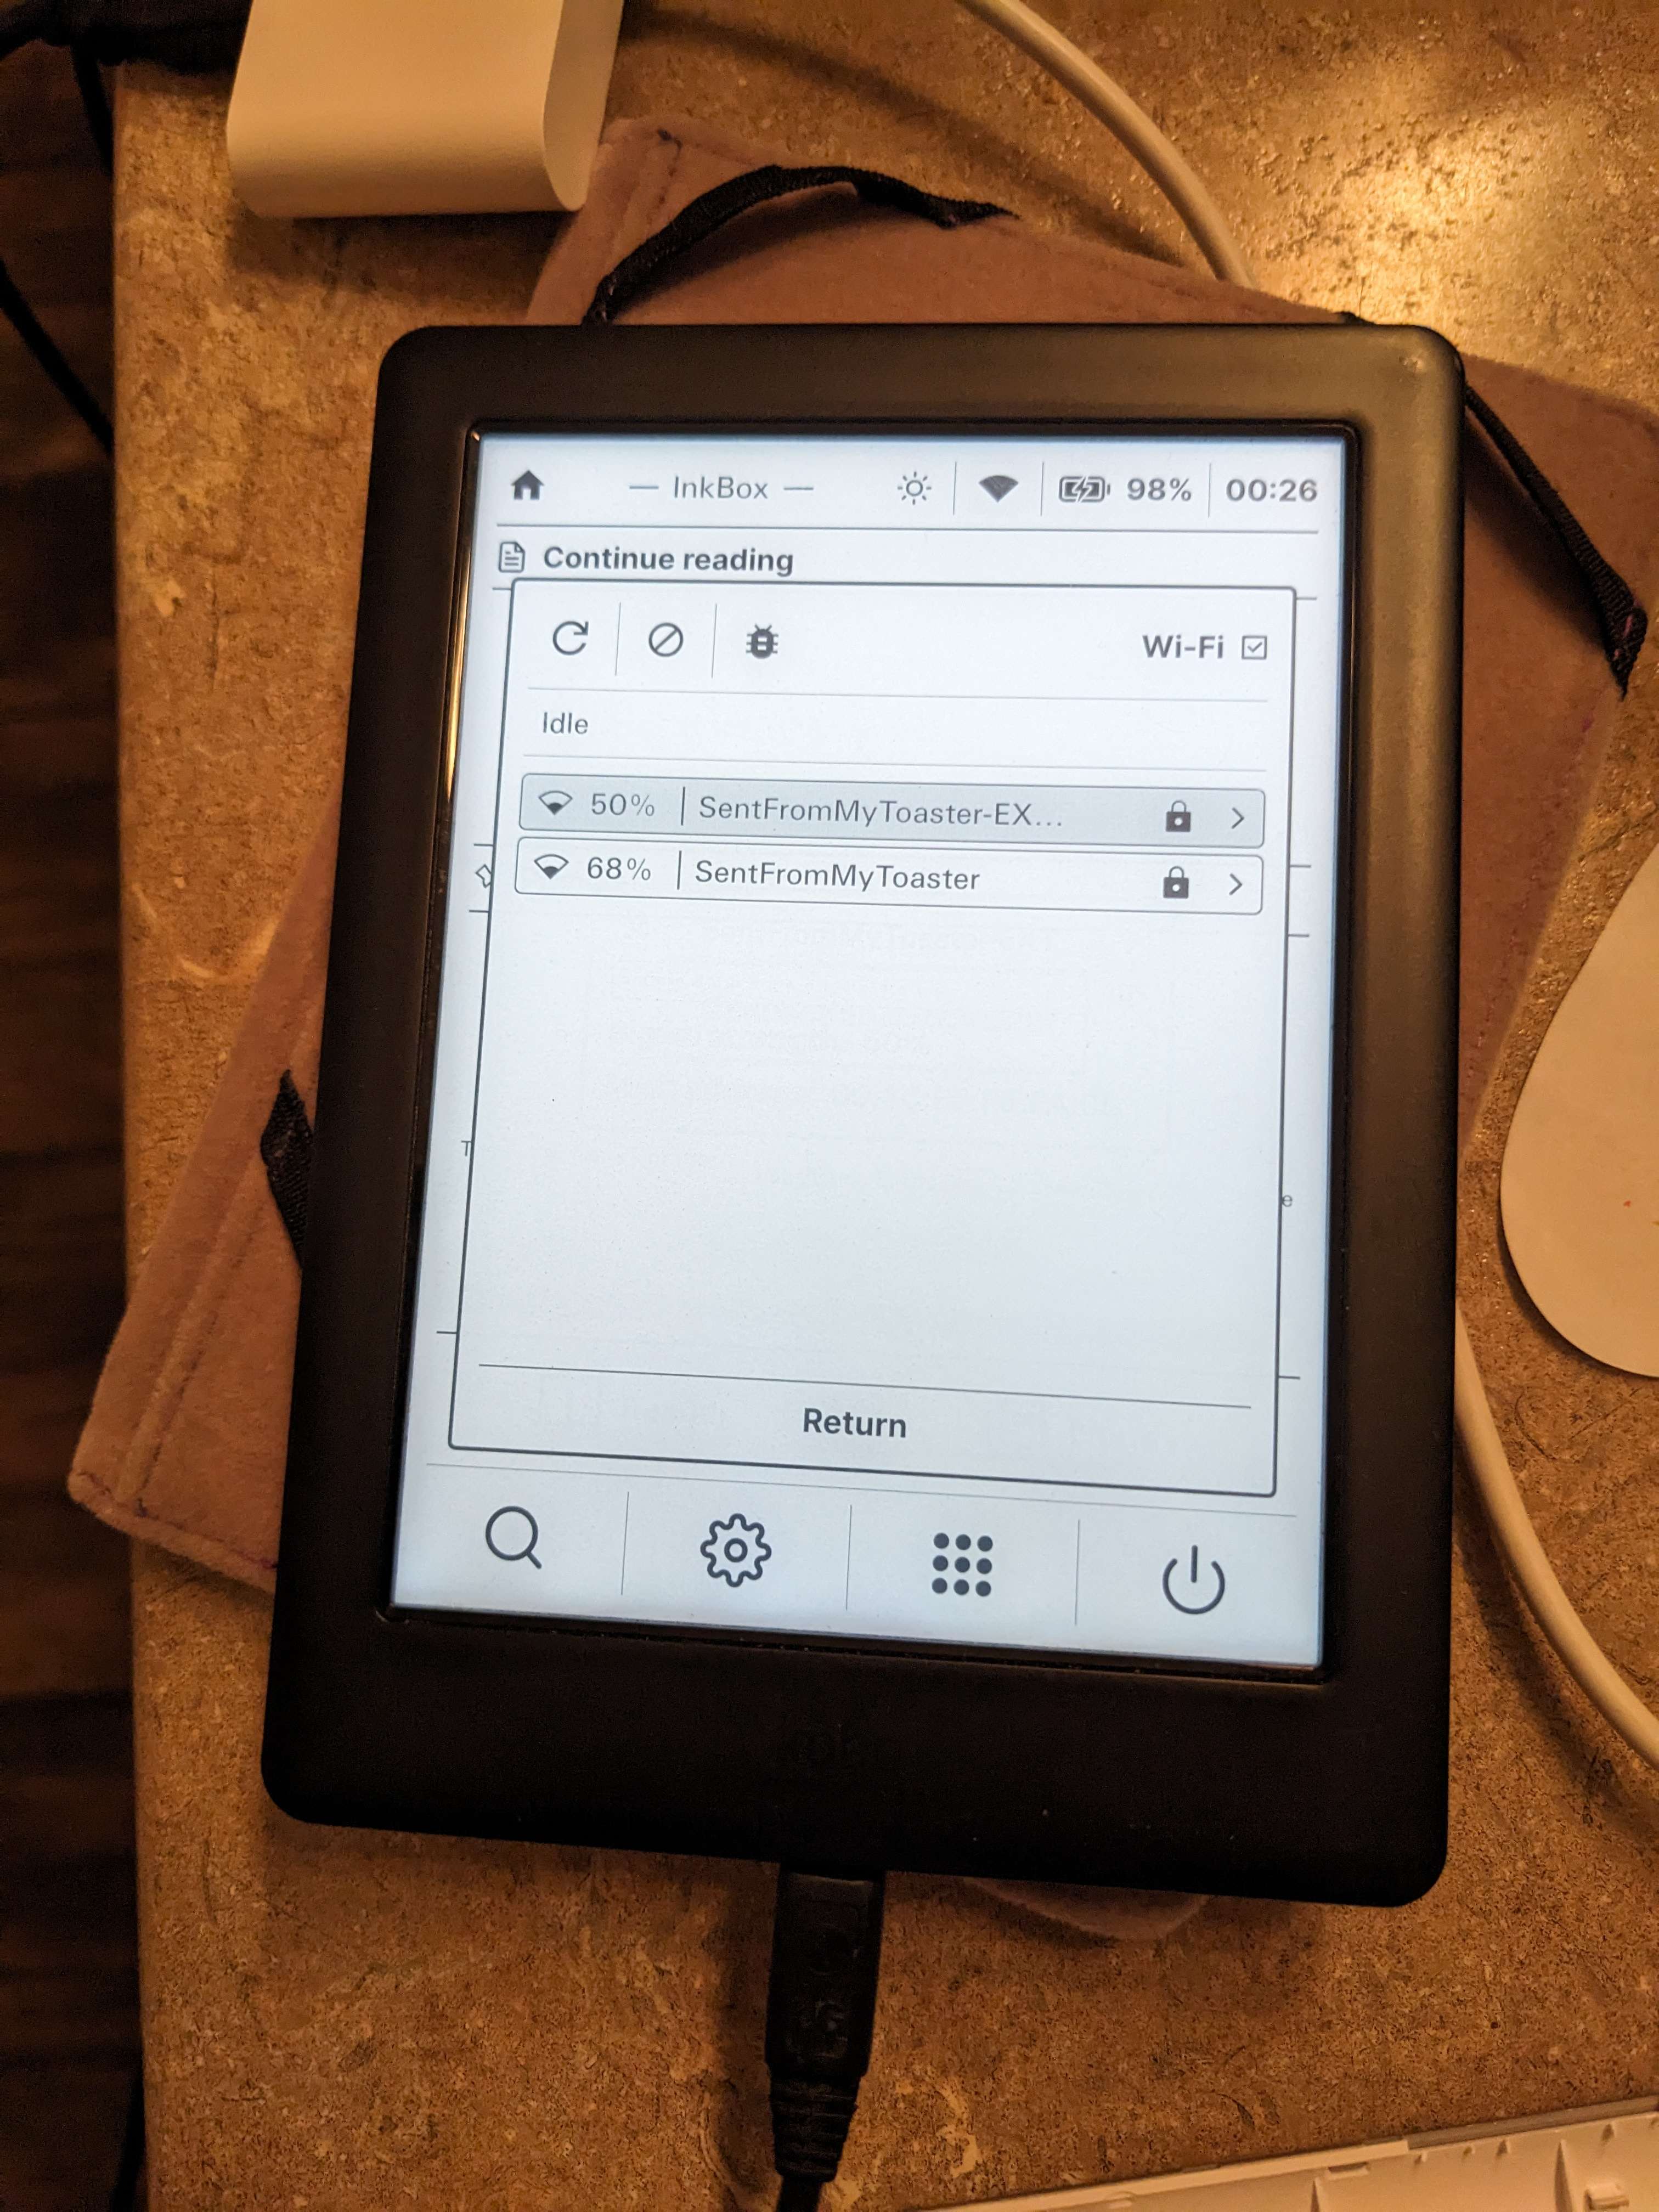 — InkBox — 98% 00:26
Continue reading
Wi-Fi
Idle
50% | SentFromMyToaster-EX...
68% | SentFromMyToaster
T
e
Return